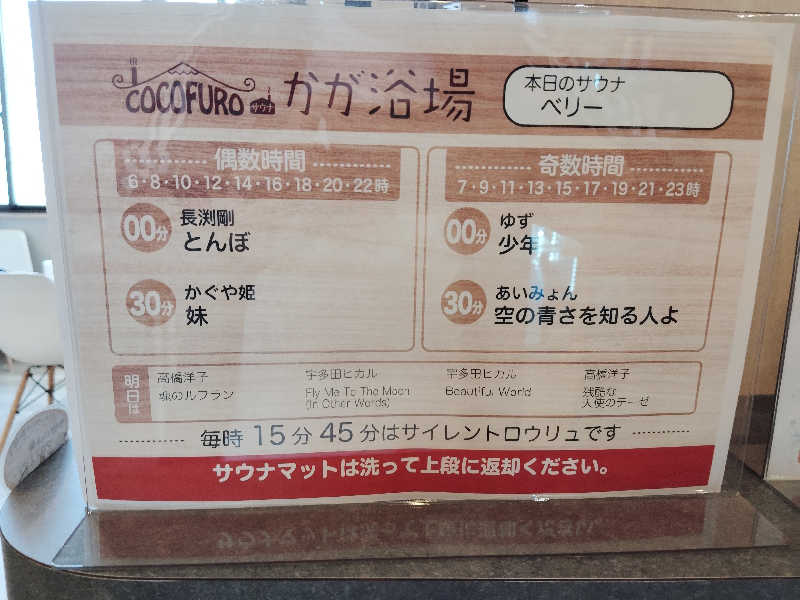 COCOFURO サウナ かが浴場
本日のサウナ
ベリー
偶数時間
6・8・10・12・14・16・18・20・22時
00分
長渕剛
とんぼ
30分
かぐや姫
妹
奇数時間
7・9・11・13・15・17・19・21・23時
00分
ゆず
少年
30分
あいみょん
空の青さを知る人よ
明日は
高橋洋子
魂のルフラン
宇多田ヒカル
Fly Me To The Moon
(In Other Words)
宇多田ヒカル
Beautiful World
高橋洋子
残酷な
天使のテーゼ
毎時 15分 45分はサイレントロウリュです
サウナマットは洗って上段に返却ください。